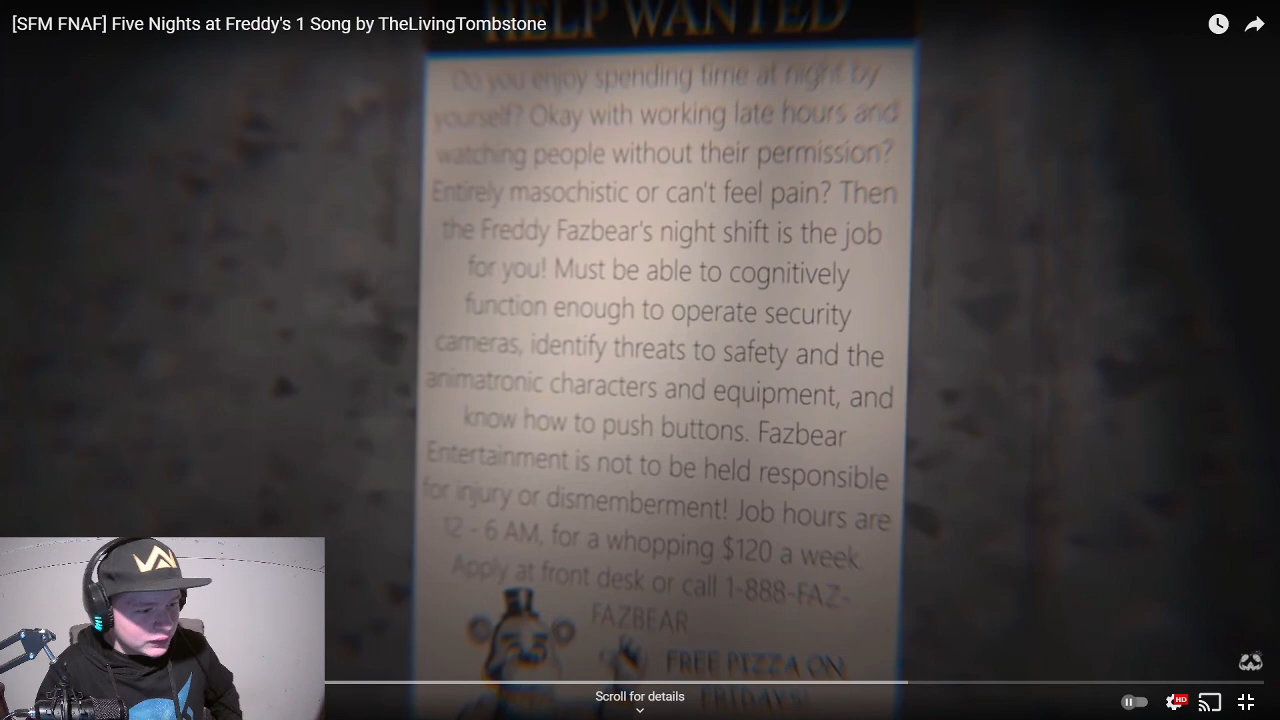 [SFM FNAF] Five Nights at Freddy's 1 Song by TheLivingTombstone
HELP WANTED
Do you enjoy spending time at night by
yourself? Okay with working late hours and
watching people without their permission?
Entirely masochistic or can't feel pain? Then
the Freddy Fazbear's night shift is the job
for you! Must be able to cognitively
function enough to operate security
cameras, identify threats to safety and the
animatronic characters and equipment, and
know how to push buttons. Fazbear
Entertainment is not to be held responsible
for injury or dismemberment! Job hours are
12 - 6 AM, for a whopping $120 a week.
Apply at front desk or call 1-888-FAZ-
FAZBEAR
FREE PIZZA ON
FRIDAYS!
Scroll for details
HD